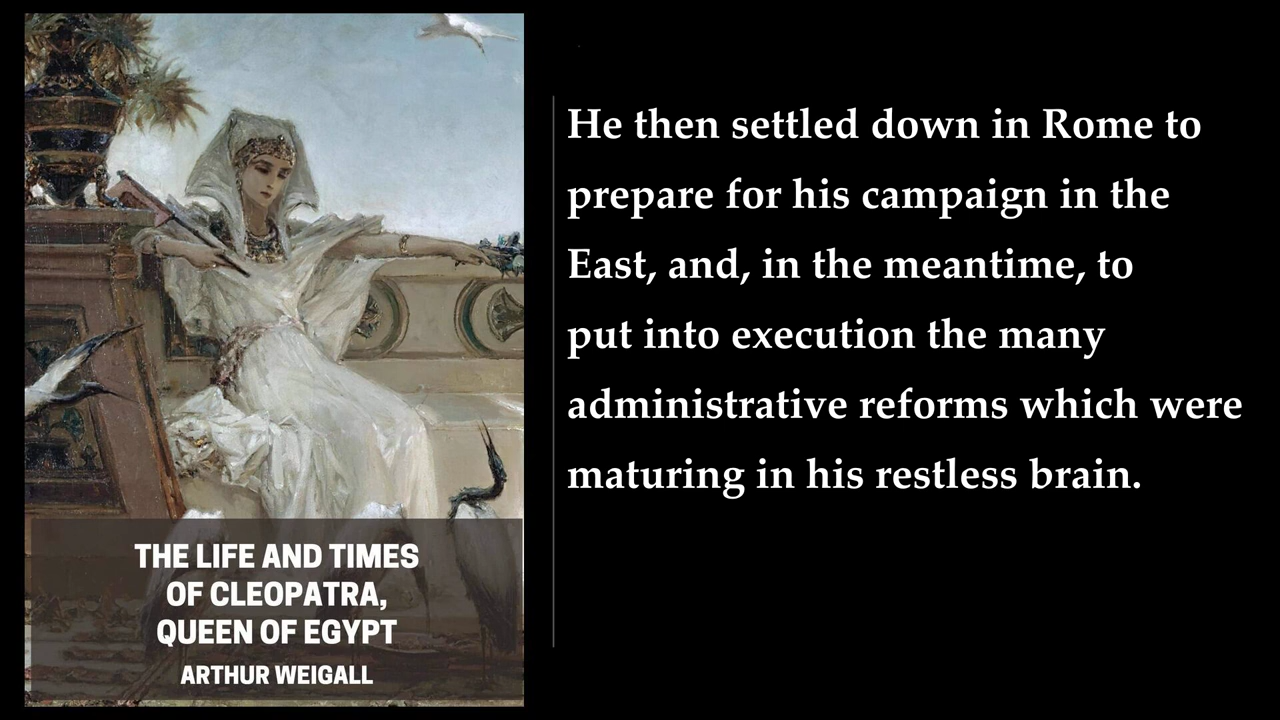 He then settled down in Rome to
prepare for his campaign in the
East, and, in the meantime, to
put into execution the many
administrative reforms which were
maturing in his restless brain.
THE LIFE AND TIMES
OF CLEOPATRA,
QUEEN OF EGYPT
ARTHUR WEIGALL